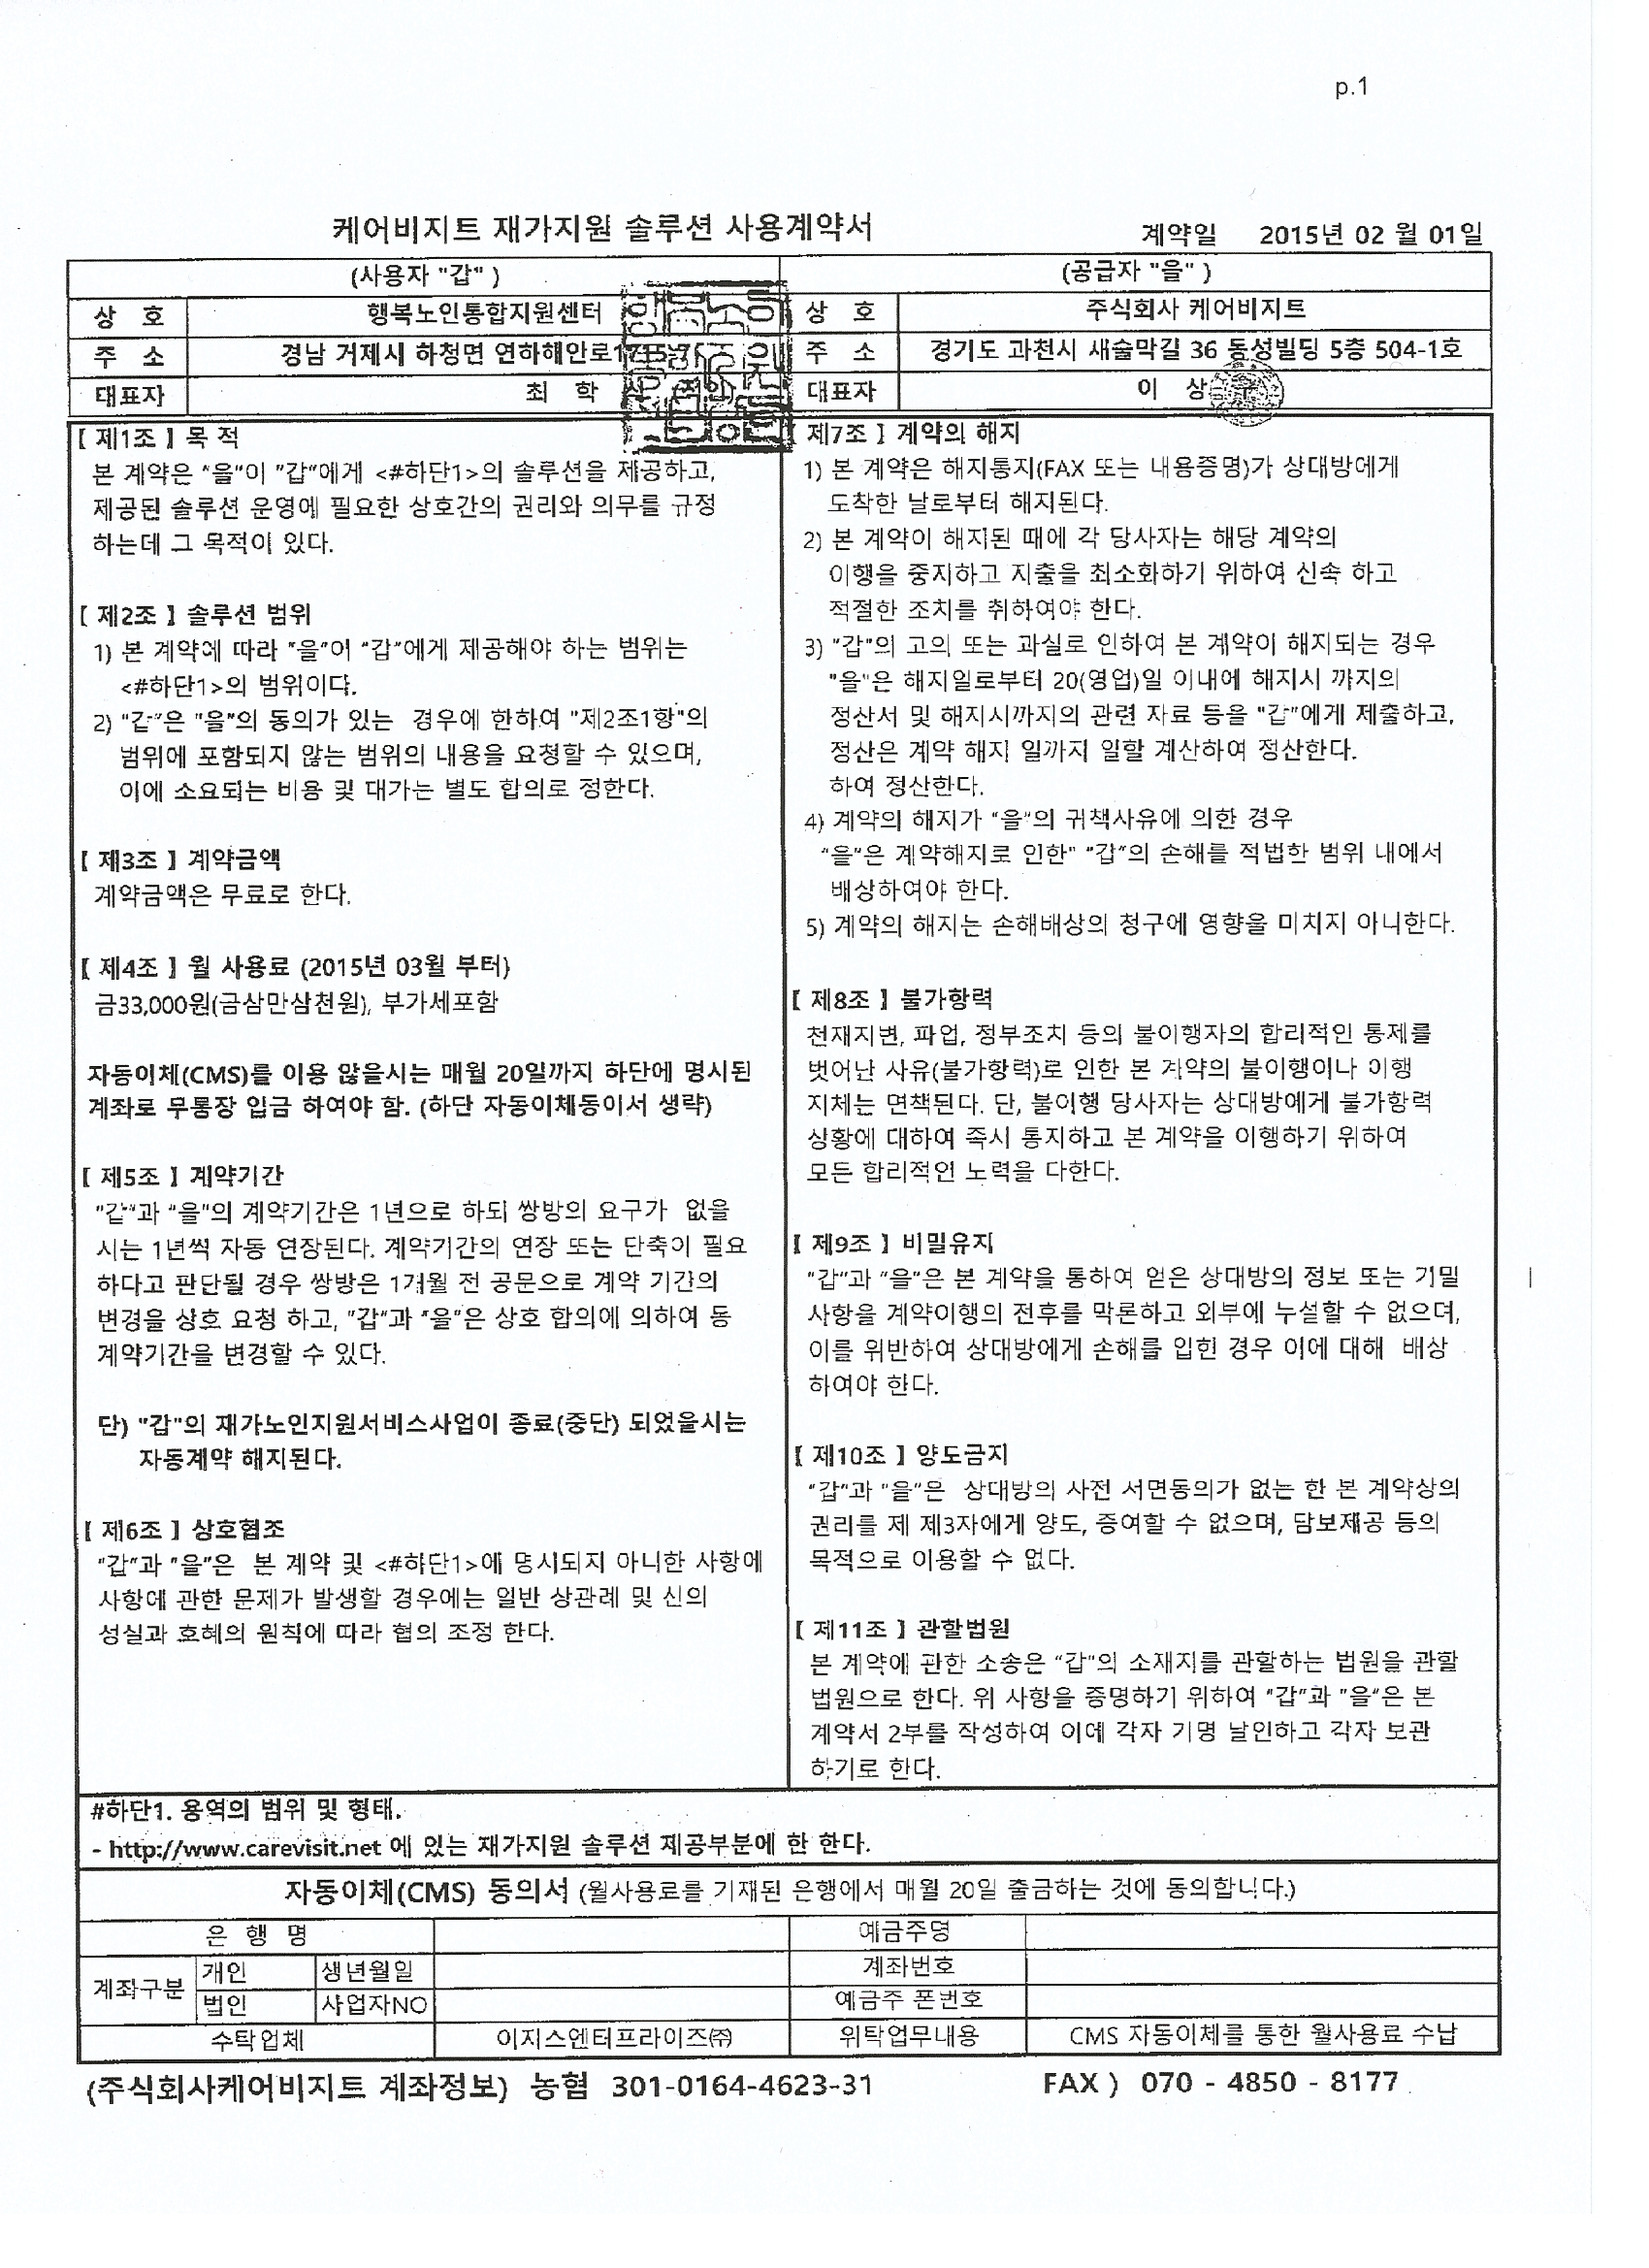 p.1
케어비지트 재가지원 솔루션 사용계약서
계약일 2015년 02 월 01일
(사용자 "갑" )
(공급자 "을" )
상 호 행복노인통합지원센터
상 호 주식회사 케어비지트
주 소 경남 거제시 하청면 연하해안로
주 소 경기도 과천시 새술막길 36 동성빌딩 5층 504-1호
대표자 최 학
대표자 이 상
【 제1조 】 목 적
본 계약은 "을"이 "갑"에게 <#하단1>의 솔루션을 제공하고,
제공된 솔루션 운영에 필요한 상호간의 권리와 의무를 규정
하는데 그 목적이 있다.
【 제2조 】 솔루션 범위
1) 본 계약에 따라 "을"이 "갑"에게 제공해야 하는 범위는
<#하단1>의 범위이다.
2) "갑"은 "을"의 동의가 있는 경우에 한하여 "제2조1항"의
범위에 포함되지 않는 범위의 내용을 요청할 수 있으며,
이에 소요되는 비용 및 대가는 별도 합의로 정한다.
【 제3조 】 계약금액
계약금액은 무료로 한다.
【 제4조 】 월 사용료 (2015년 03월 부터)
금33,000원(금삼만삼천원), 부가세포함
자동이체(CMS)를 이용 않을시는 매월 20일까지 하단에 명시된
계좌로 무통장 입금 하여야 함. (하단 자동이체동이서 생략)
【 제5조 】 계약기간
"갑"과 "을"의 계약기간은 1년으로 하되 쌍방의 요구가 없을
시는 1년씩 자동 연장된다. 계약기간의 연장 또는 단축이 필요
하다고 판단될 경우 쌍방은 1개월 전 공문으로 계약 기간의
변경을 상호 요청 하고, "갑"과 "을"은 상호 합의에 의하여 동
계약기간을 변경할 수 있다.
단) "갑"의 재가노인지원서비스사업이 종료(중단) 되었을시는
자동계약 해지된다.
【 제6조 】 상호협조
"갑"과 "을"은 본 계약 및 <#하단1>에 명시되지 아니한 사항에
사항에 관한 문제가 발생할 경우에는 일반 상관례 및 신의
성실과 호혜의 원칙에 따라 협의 조정 한다.
제7조 】 계약의 해지
1) 본 계약은 해지통지(FAX 또는 내용증명)가 상대방에게
도착한 날로부터 해지된다.
2) 본 계약이 해지된 때에 각 당사자는 해당 계약의
이행을 중지하고 지출을 최소화하기 위하여 신속 하고
적절한 조치를 취하여야 한다.
3) "갑"의 고의 또는 과실로 인하여 본 계약이 해지되는 경우
"을"은 해지일로부터 20(영업)일 이내에 해지시 까지의
정산서 및 해지시까지의 관련 자료 등을 "갑"에게 제출하고,
정산은 계약 해지 일까지 일할 계산하여 정산한다.
하여 정산한다.
4) 계약의 해지가 "을"의 귀책사유에 의한 경우
"을"은 계약해지로 인한" "갑"의 손해를 적법한 범위 내에서
배상하여야 한다.
5) 계약의 해지는 손해배상의 청구에 영향을 미치지 아니한다.
【 제8조 】 불가항력
천재지변, 파업, 정부조치 등의 불이행자의 합리적인 통제를
벗어난 사유(불가항력)로 인한 본 계약의 불이행이나 이행
지체는 면책된다. 단, 불이행 당사자는 상대방에게 불가항력
상황에 대하여 즉시 통지하고 본 계약을 이행하기 위하여
모든 합리적인 노력을 다한다.
【 제9조 】 비밀유지
"갑"과 "을"은 본 계약을 통하여 얻은 상대방의 정보 또는 기밀
사항을 계약이행의 전후를 막론하고 외부에 누설할 수 없으며,
이를 위반하여 상대방에게 손해를 입힌 경우 이에 대해 배상
하여야 한다.
【 제10조 】 양도금지
"갑"과 "을"은 상대방의 사전 서면동의가 없는 한 본 계약상의
권리를 제 제3자에게 양도, 증여할 수 없으며, 담보제공 등의
목적으로 이용할 수 없다.
【 제11조 】 관할법원
본 계약에 관한 소송은 "갑"의 소재지를 관할하는 법원을 관할
법원으로 한다. 위 사항을 증명하기 위하여 "갑"과 "을"은 본
계약서 2부를 작성하여 이에 각자 기명 날인하고 각자 보관
하기로 한다.
#하단1. 용역의 범위 및 형태.
- http://www.carevisit.net 에 있는 재가지원 솔루션 제공부분에 한 한다.
자동이체(CMS) 동의서 (월사용료를 기재된 은행에서 매월 20일 출금하는 것에 동의합니다.)
은 행 명 예금주명
계좌구분 개인 생년월일 계좌번호
법인 사업자NO 예금주 폰번호
수탁업체 이지스엔터프라이즈㈜ 위탁업무내용 CMS 자동이체를 통한 월사용료 수납
(주식회사케어비지트 계좌정보) 농협 301-0164-4623-31 FAX ) 070 - 4850 - 8177